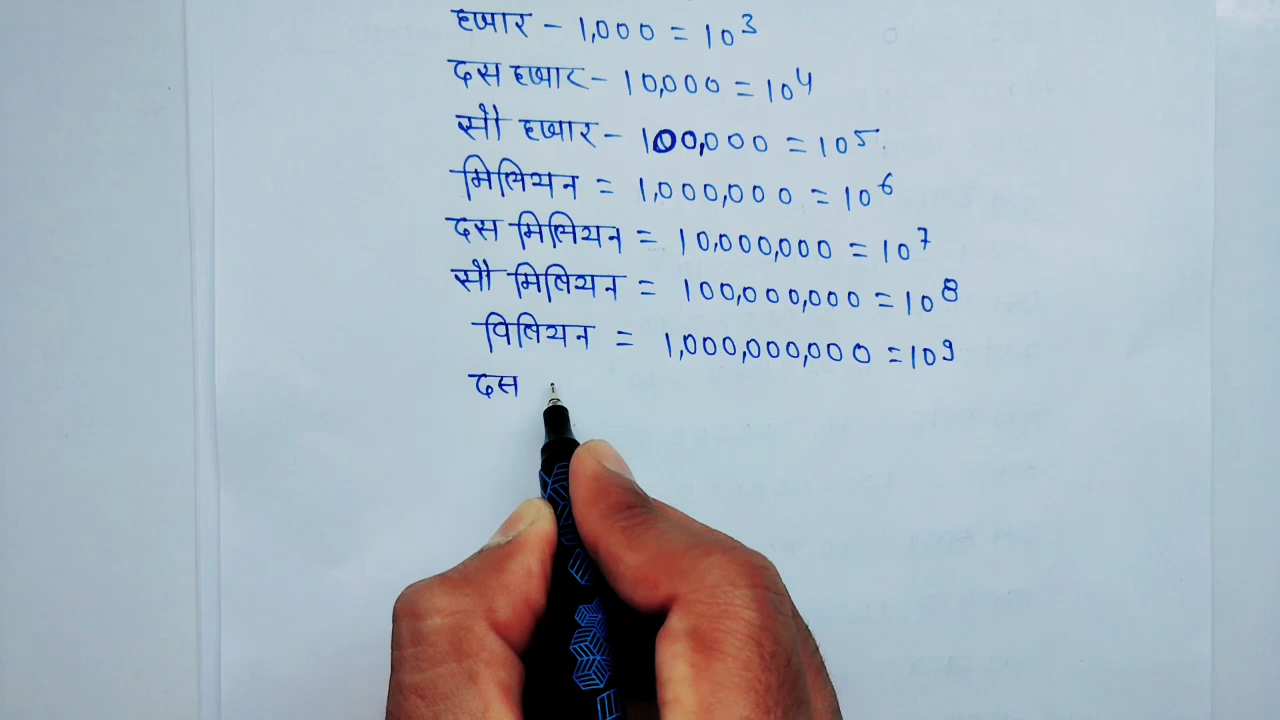 हजार - 1,000 = 10³
दस हजार - 10,000 = 10⁴
सौ हजार - 100,000 = 10⁵
मिलियन = 1,000,000 = 10⁶
दस मिलियन = 10,000,000 = 10⁷
सौ मिलियन = 100,000,000 = 10⁸
विलियन = 1,000,000,000 = 10⁹
दस